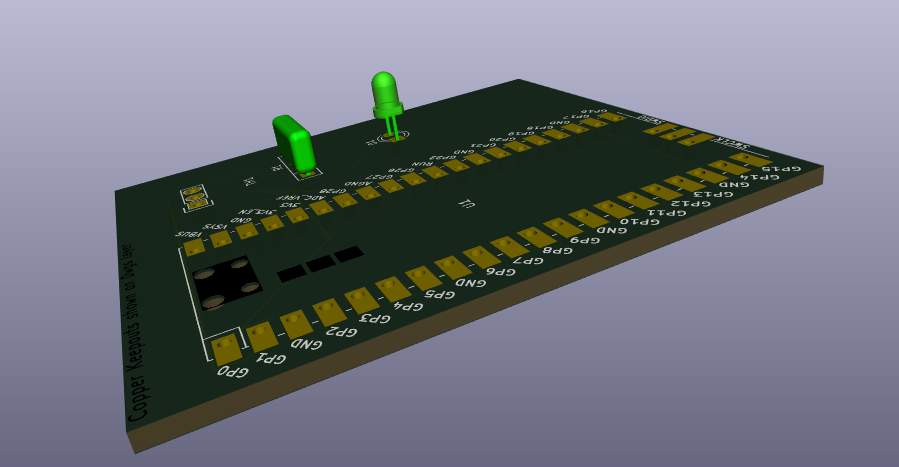 Copper Keepouts shown on Dwgs layer
VBUS
VSYS
GND
3V3_EN
3V3
ADC_VREF
GP28
AGND
GP27
GP26
RUN
GP22
GND
GP21
GP20
GP19
GP18
GND
GP17
GP16
GP0
GP1
GND
GP2
GP3
GP4
GP5
GND
GP6
GP7
GP8
GP9
GND
GP10
GP11
GP12
GP13
GND
GP14
GP15
SWCLK